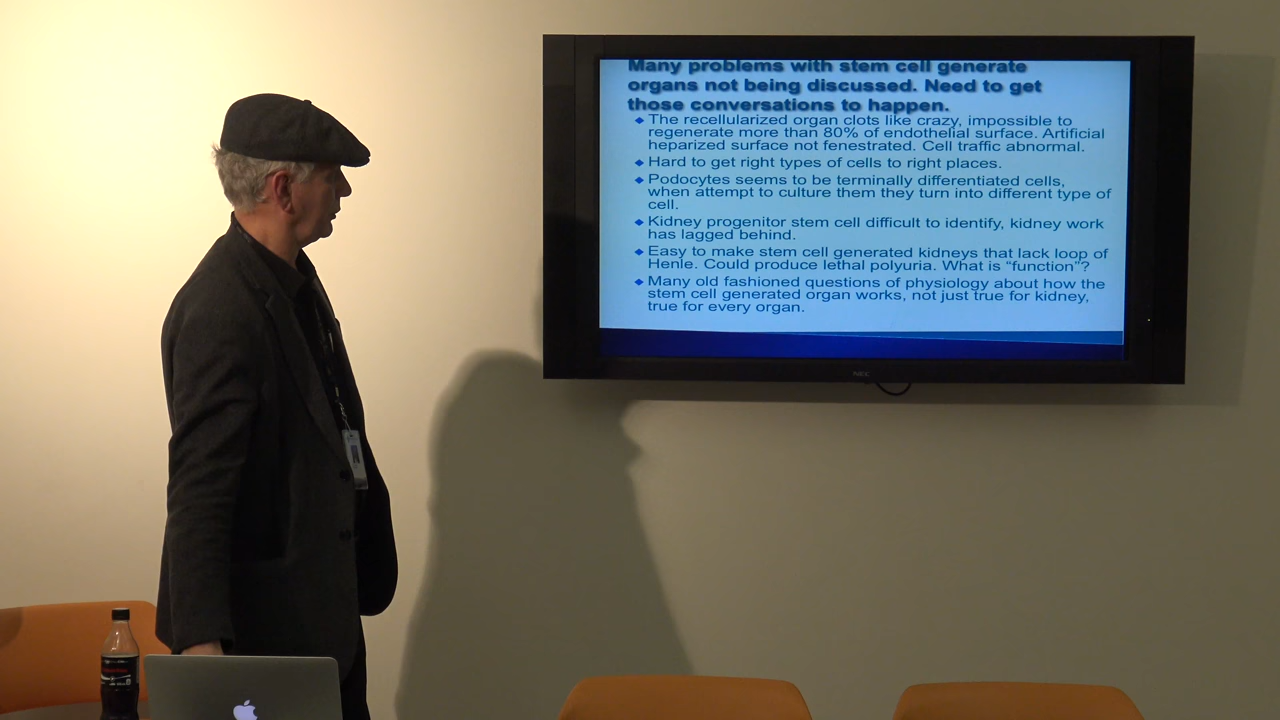 Many problems with stem cell generate
organs not being discussed. Need to get
those conversations to happen.
The recellularized organ clots like crazy, impossible to
regenerate more than 80% of endothelial surface. Artificial
heparized surface not fenestrated. Cell traffic abnormal.
Hard to get right types of cells to right places.
Podocytes seems to be terminally differentiated cells,
when attempt to culture them they turn into different type of
cell.
Kidney progenitor stem cell difficult to identify, kidney work
has lagged behind.
Easy to make stem cell generated kidneys that lack loop of
Henle. Could produce lethal polyuria. What is “function”?
Many old fashioned questions of physiology about how the
stem cell generated organ works, not just true for kidney,
true for every organ.
NEC